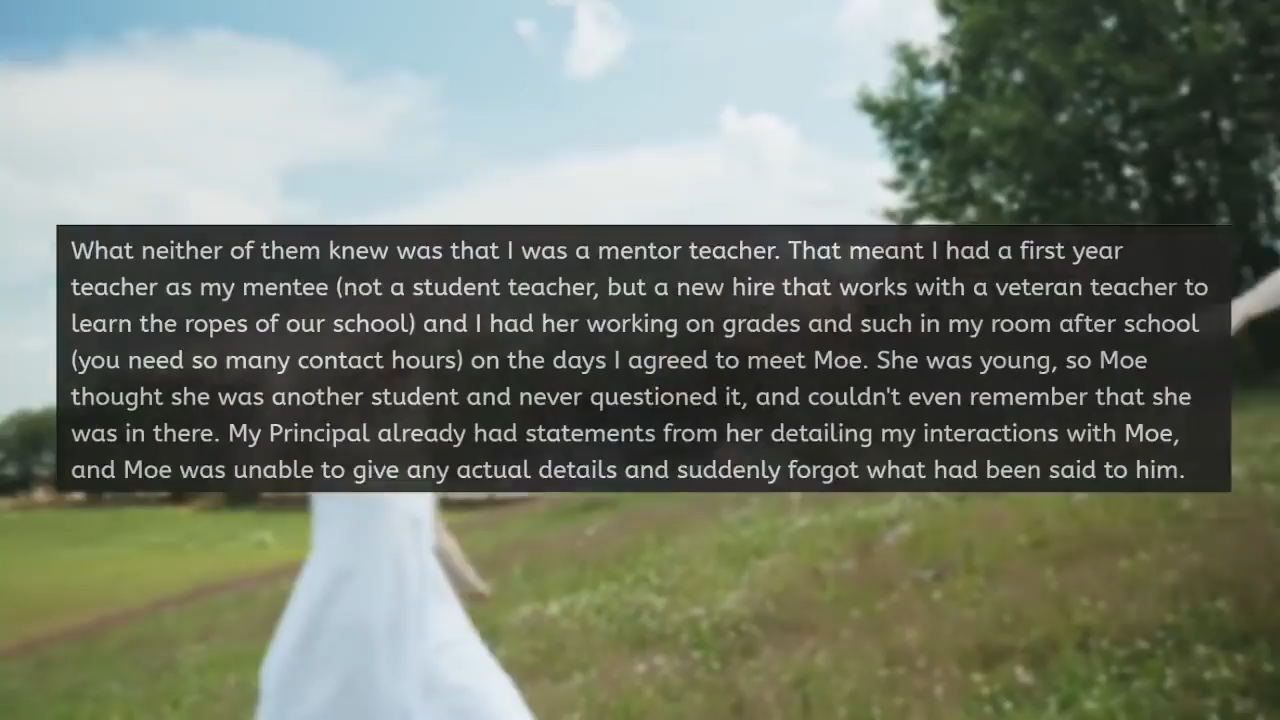 What neither of them knew was that I was a mentor teacher. That meant I had a first year
teacher as my mentee (not a student teacher, but a new hire that works with a veteran teacher to
learn the ropes of our school) and I had her working on grades and such in my room after school
(you need so many contact hours) on the days I agreed to meet Moe. She was young, so Moe
thought she was another student and never questioned it, and couldn't even remember that she
was in there. My Principal already had statements from her detailing my interactions with Moe,
and Moe was unable to give any actual details and suddenly forgot what had been said to him.